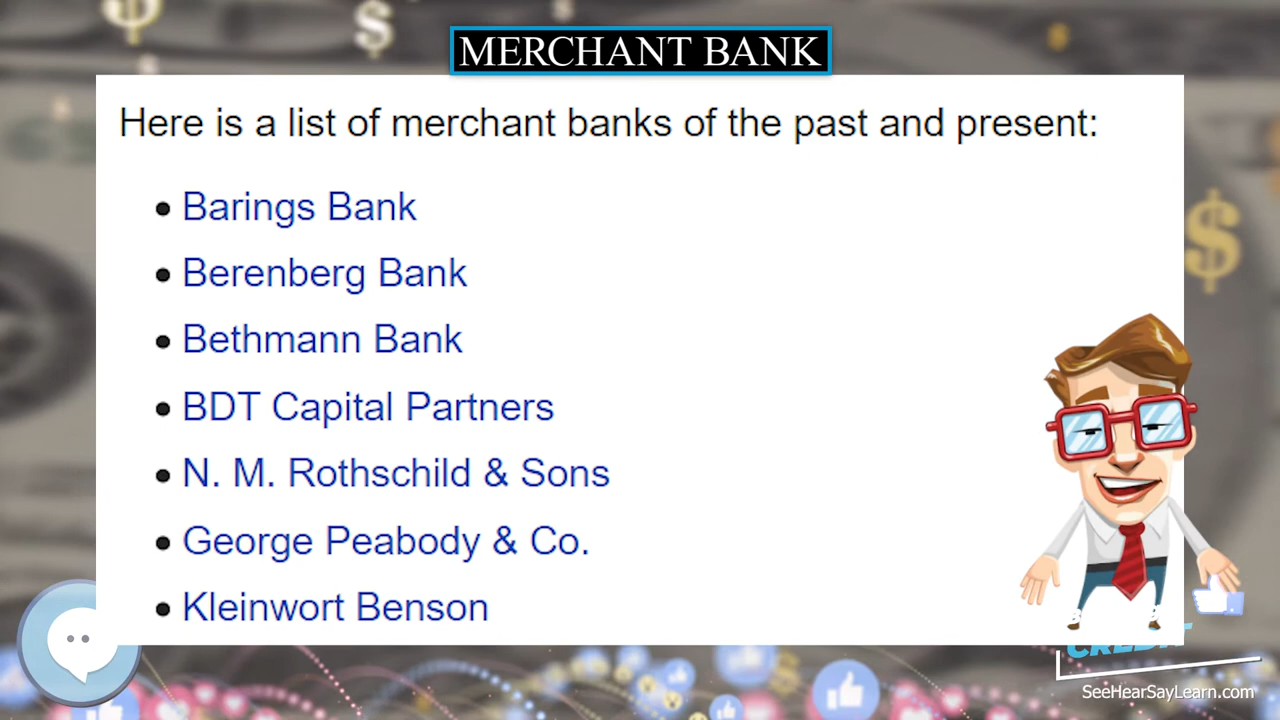 MERCHANT BANK
Here is a list of merchant banks of the past and present:
• Barings Bank
• Berenberg Bank
• Bethmann Bank
• BDT Capital Partners
• N. M. Rothschild & Sons
• George Peabody & Co.
• Kleinwort Benson
CREDIT
SeeHearSayLearn.com